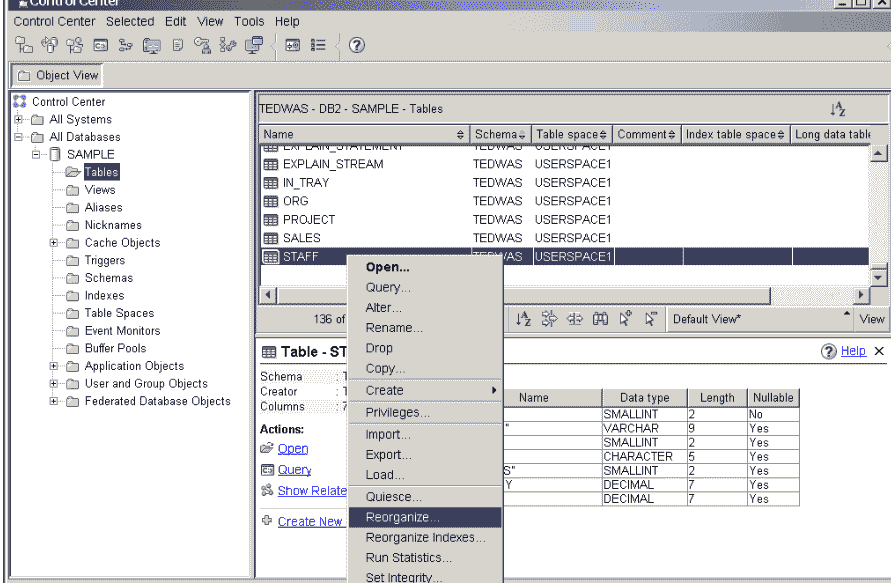 Control Center
Control Center Selected Edit View Tools Help
Object View
Control Center
All Systems
All Databases
SAMPLE
Tables
Views
Aliases
Nicknames
Cache Objects
Triggers
Schemas
Indexes
Table Spaces
Event Monitors
Buffer Pools
Application Objects
User and Group Objects
Federated Database Objects
TEDWAS - DB2 - SAMPLE - Tables
Name Schema Table space Comment Index table space Long data table
EXPLAIN_STATEMENT TEDWAS USERSPACE1
EXPLAIN_STREAM TEDWAS USERSPACE1
IN_TRAY TEDWAS USERSPACE1
ORG TEDWAS USERSPACE1
PROJECT TEDWAS USERSPACE1
SALES TEDWAS USERSPACE1
STAFF TEDWAS USERSPACE1
136 of
Default View* View
Open...
Query...
Alter...
Rename...
Drop
Copy...
Create
Privileges...
Import...
Export...
Load...
Quiesce...
Reorganize...
Reorganize Indexes...
Run Statistics...
Set Integrity...
Table - ST
Help
Schema : T
Creator : T
Columns : 7
Actions:
Open
Query
Show Relate
Create New
Name Data type Length Nullable
SMALLINT 2 No
" VARCHAR 9 Yes
SMALLINT 2 Yes
CHARACTER 5 Yes
S" SMALLINT 2 Yes
Y DECIMAL 7 Yes
DECIMAL 7 Yes